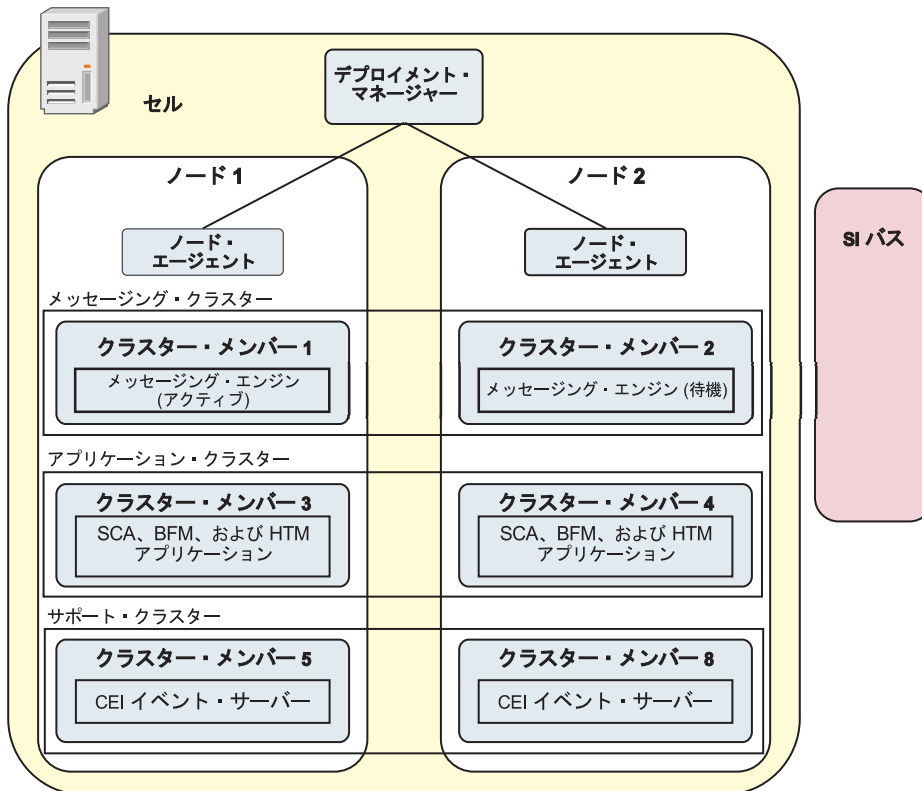 セル
デプロイメント・
マネージャー
ノード 1
ノード 2
ノード・
エージェント
ノード・
エージェント
SI バス
メッセージング・クラスター
クラスター・メンバー 1
メッセージング・エンジン
(アクティブ)
クラスター・メンバー 2
メッセージング・エンジン (待機)
アプリケーション・クラスター
クラスター・メンバー 3
SCA、BFM、および HTM
アプリケーション
クラスター・メンバー 4
SCA、BFM、および HTM
アプリケーション
サポート・クラスター
クラスター・メンバー 5
CEI イベント・サーバー
クラスター・メンバー 8
CEI イベント・サーバー